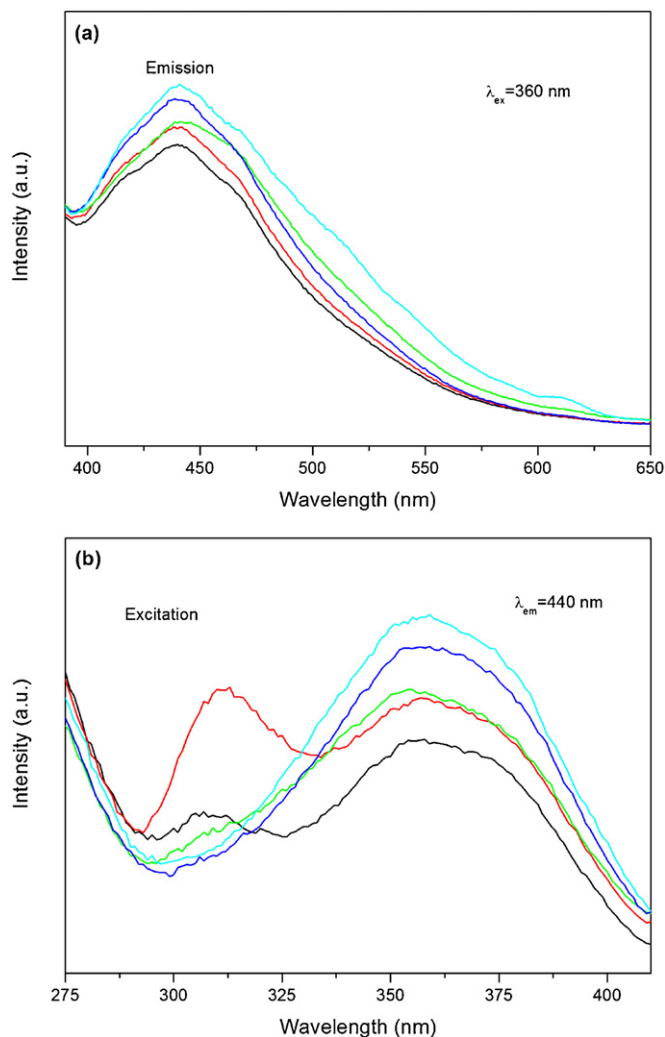 (a)
Emission
λex=360 nm
Intensity (a.u.)
400 450 500 550 600 650
Wavelength (nm)
(b)
Excitation
λem=440 nm
Intensity (a.u.)
275 300 325 350 375 400
Wavelength (nm)